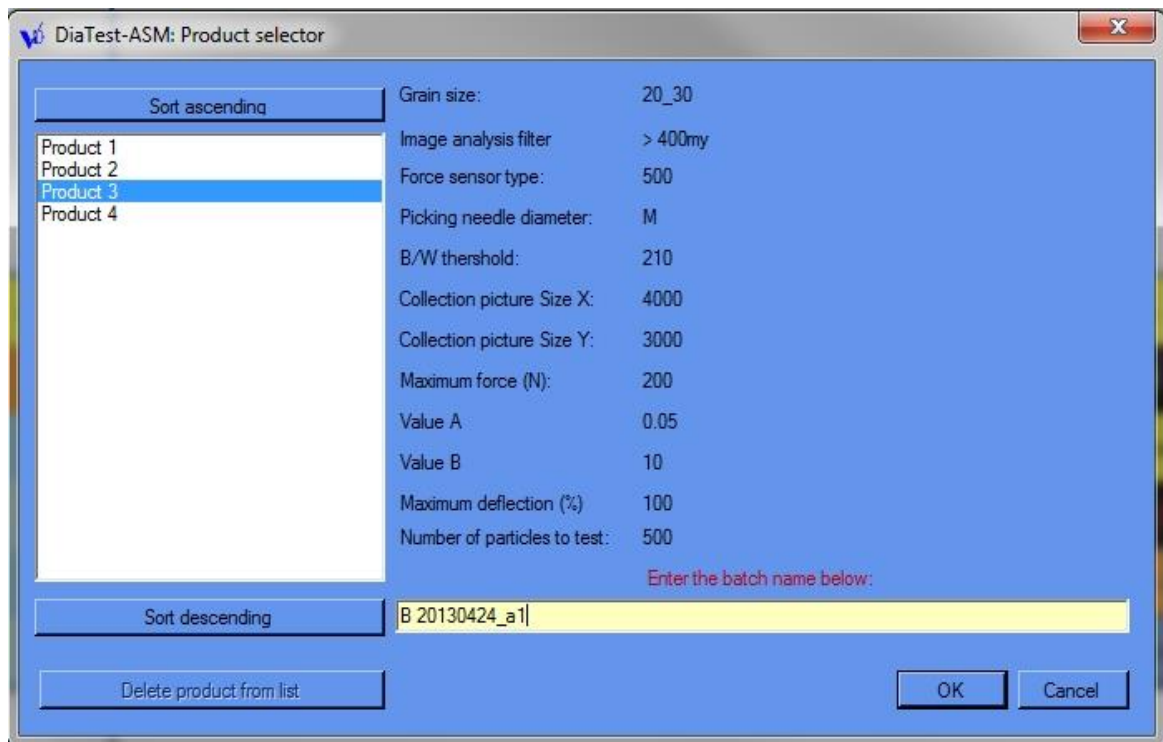 DiaTest-ASM: Product selector
Sort ascending
Product 1
Product 2
Product 3
Product 4
Sort descending
Delete product from list
Grain size: 20_30
Image analysis filter > 400my
Force sensor type: 500
Picking needle diameter: M
B/W thershold: 210
Collection picture Size X: 4000
Collection picture Size Y: 3000
Maximum force (N): 200
Value A 0.05
Value B 10
Maximum deflection (%) 100
Number of particles to test: 500
Enter the batch name below:
B 20130424_a1
OK Cancel